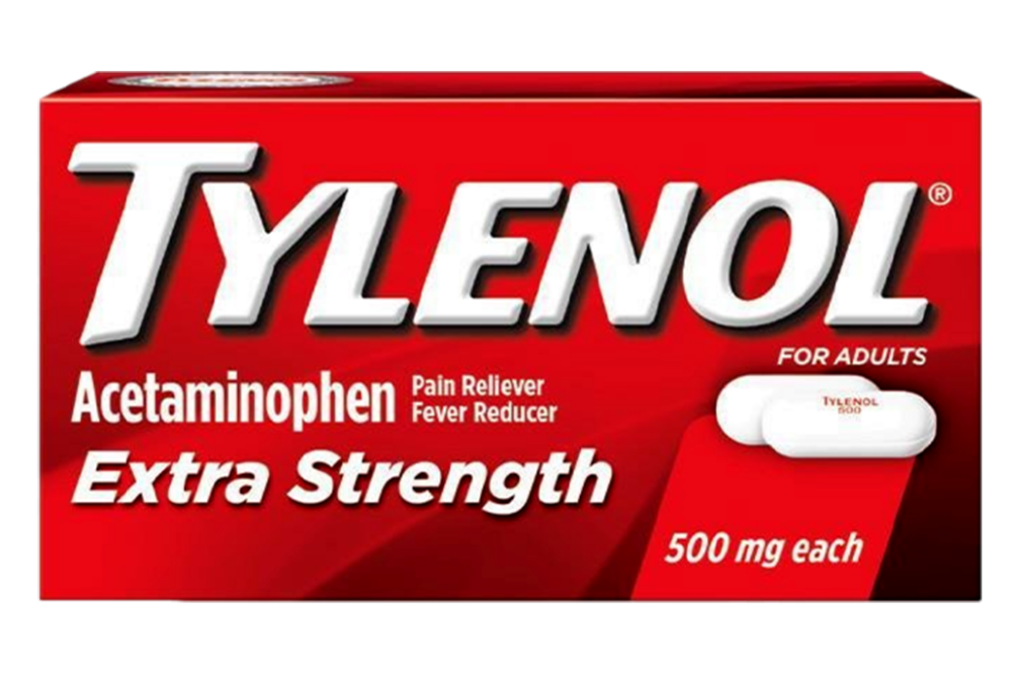 TYLENOL®
FOR ADULTS
Acetaminophen
Pain Reliever
Fever Reducer
Extra Strength
TYLENOL
500
500 mg each